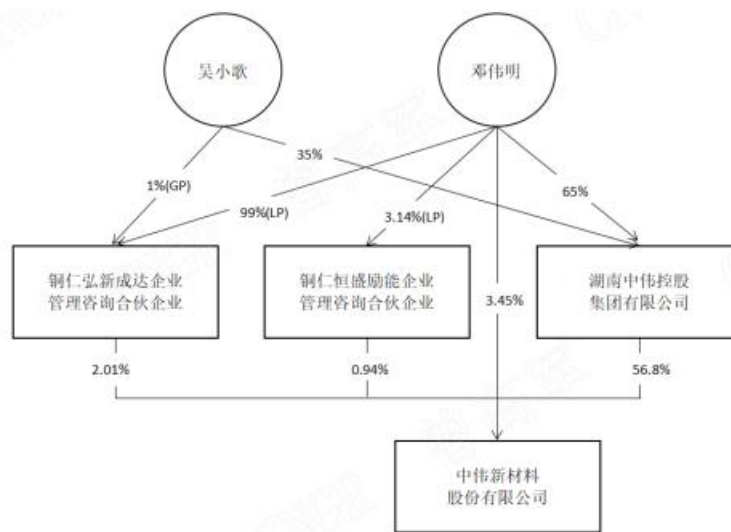 吴小歌
邓伟明
35%
1%(GP)
65%
99%(LP)
3.14%(LP)
铜仁弘新成达企业
管理咨询合伙企业
铜仁恒盛励能企业
管理咨询合伙企业
湖南中伟控股
集团有限公司
3.45%
2.01%
0.94%
56.8%
中伟新材料
股份有限公司